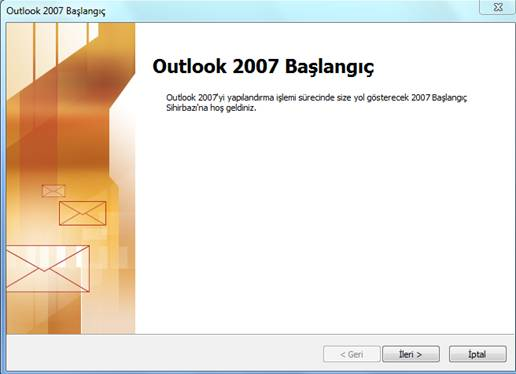 Outlook 2007 Başlangıç
Outlook 2007 Başlangıç
Outlook 2007'yi yapılandırma işlemi sürecinde size yol gösterecek 2007 Başlangıç
Sihirbazı'na hoş geldiniz.
< Geri
İleri >
İptal